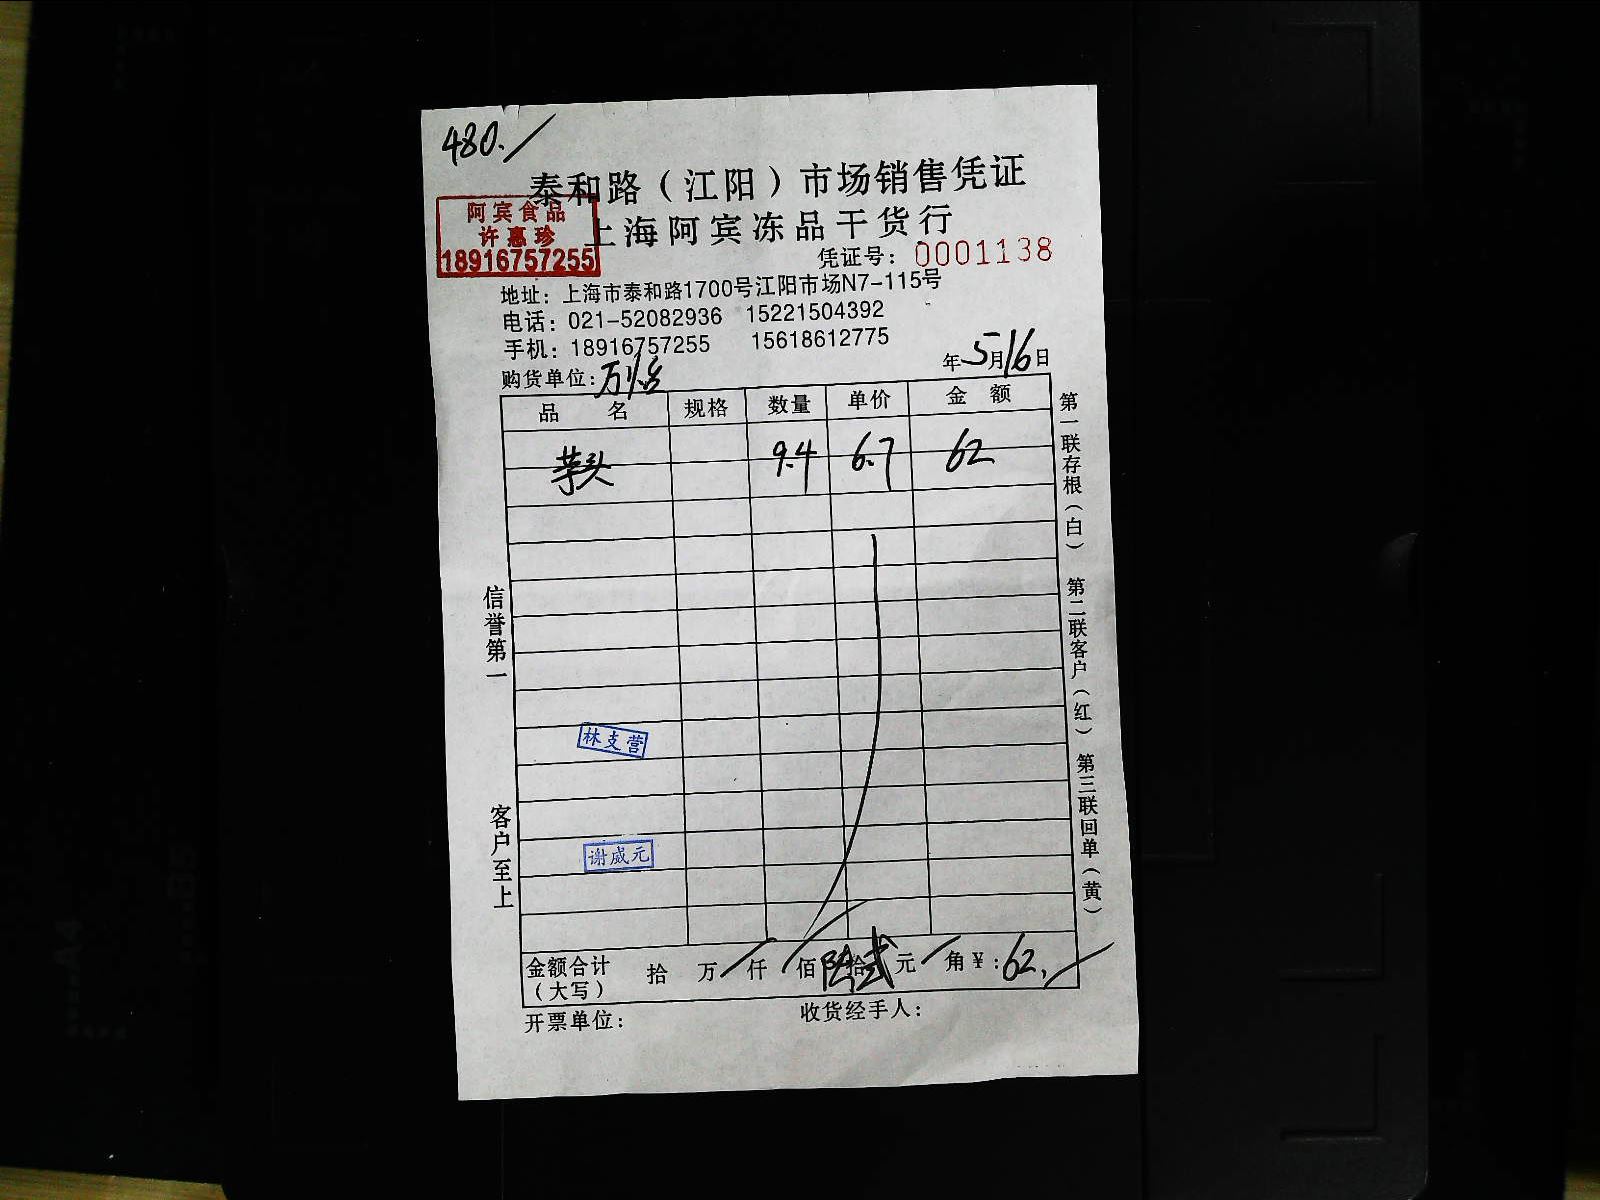 480.
泰和路（江阳）市场销售凭证
阿宾食品
许惠珍
18916757255
上海阿宾冻品干货行
凭证号：0001138
地址：上海市泰和路1700号江阳市场N7-115号
电话：021-52082936 15221504392
手机：18916757255 15618612775
购货单位： 年5月16日
品名 规格 数量 单价 金额
芋头 9.4 6.7 62
第一联存根（白） 第二联客户（红） 第三联回单（黄）
信誉第一
客户至上
林支营
谢威元
金额合计（大写） 拾 万 仟 佰 陆拾贰元 角 ¥：62.
开票单位： 收货经手人：